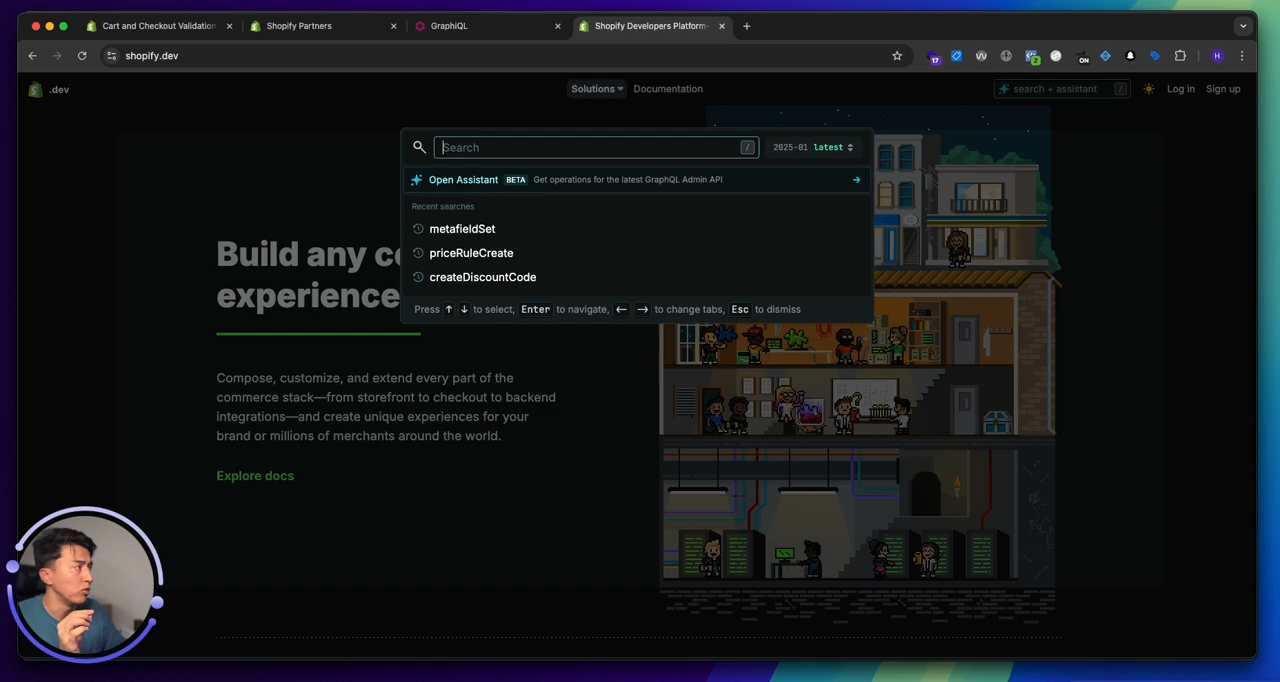 Cart and Checkout Validation
Shopify Partners
GraphiQL
Shopify Developers Platform
shopify.dev
17
2
ON
H
.dev
Solutions
Documentation
search + assistant /
Log in
Sign up
Search /
2025-01 latest
Open Assistant BETA Get operations for the latest GraphQL Admin API
Recent searches
metafieldSet
priceRuleCreate
createDiscountCode
Press ↑ ↓ to select, Enter to navigate, ← → to change tabs, Esc to dismiss
Build any
experience
Compose, customize, and extend every part of the
commerce stack—from storefront to checkout to backend
integrations—and create unique experiences for your
brand or millions of merchants around the world.
Explore docs